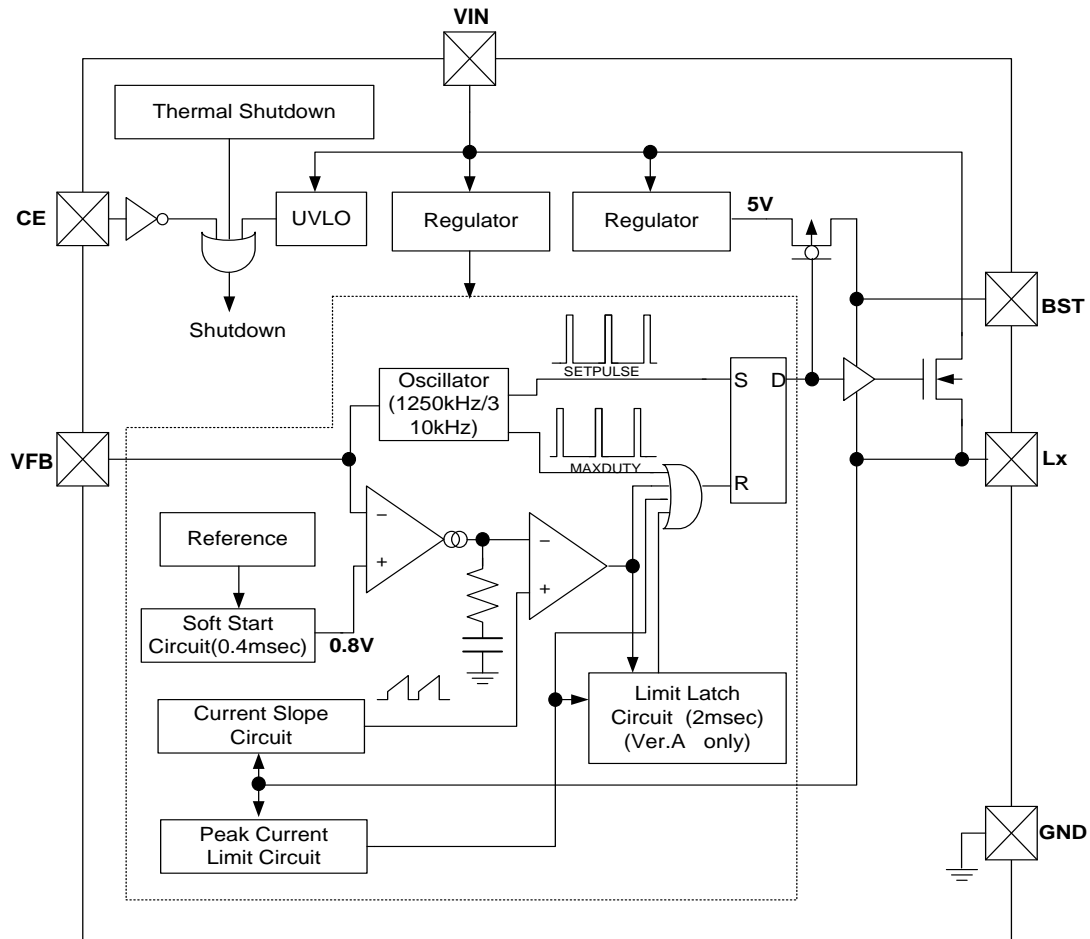 VIN
Thermal Shutdown
CE
UVLO
Regulator
Regulator
5V
Shutdown
BST
SETPULSE
Oscillator
(1250kHz/3
10kHz)
S
D
VFB
MAXDUTY
R
Lx
−
+
Reference
−
+
Soft Start
Circuit(0.4msec)
0.8V
Current Slope
Circuit
Limit Latch
Circuit (2msec)
(Ver.A only)
Peak Current
Limit Circuit
GND